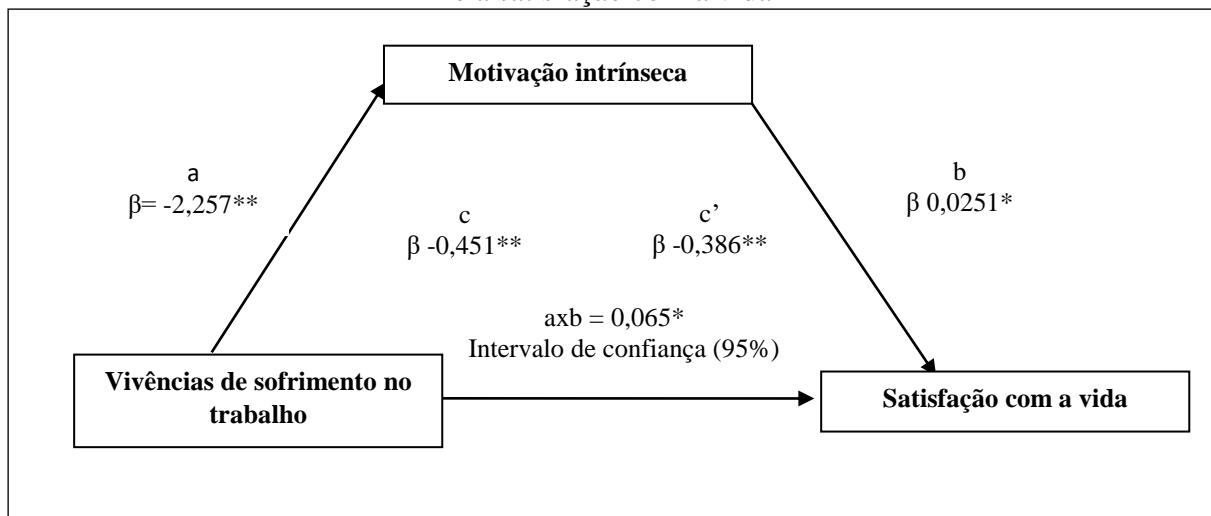 Motivação intrínseca
a
β= -2,257**
b
β 0,0251*
c
β -0,451**
c’
β -0,386**
axb = 0,065*
Intervalo de confiança (95%)
Vivências de sofrimento no
trabalho
Satisfação com a vida